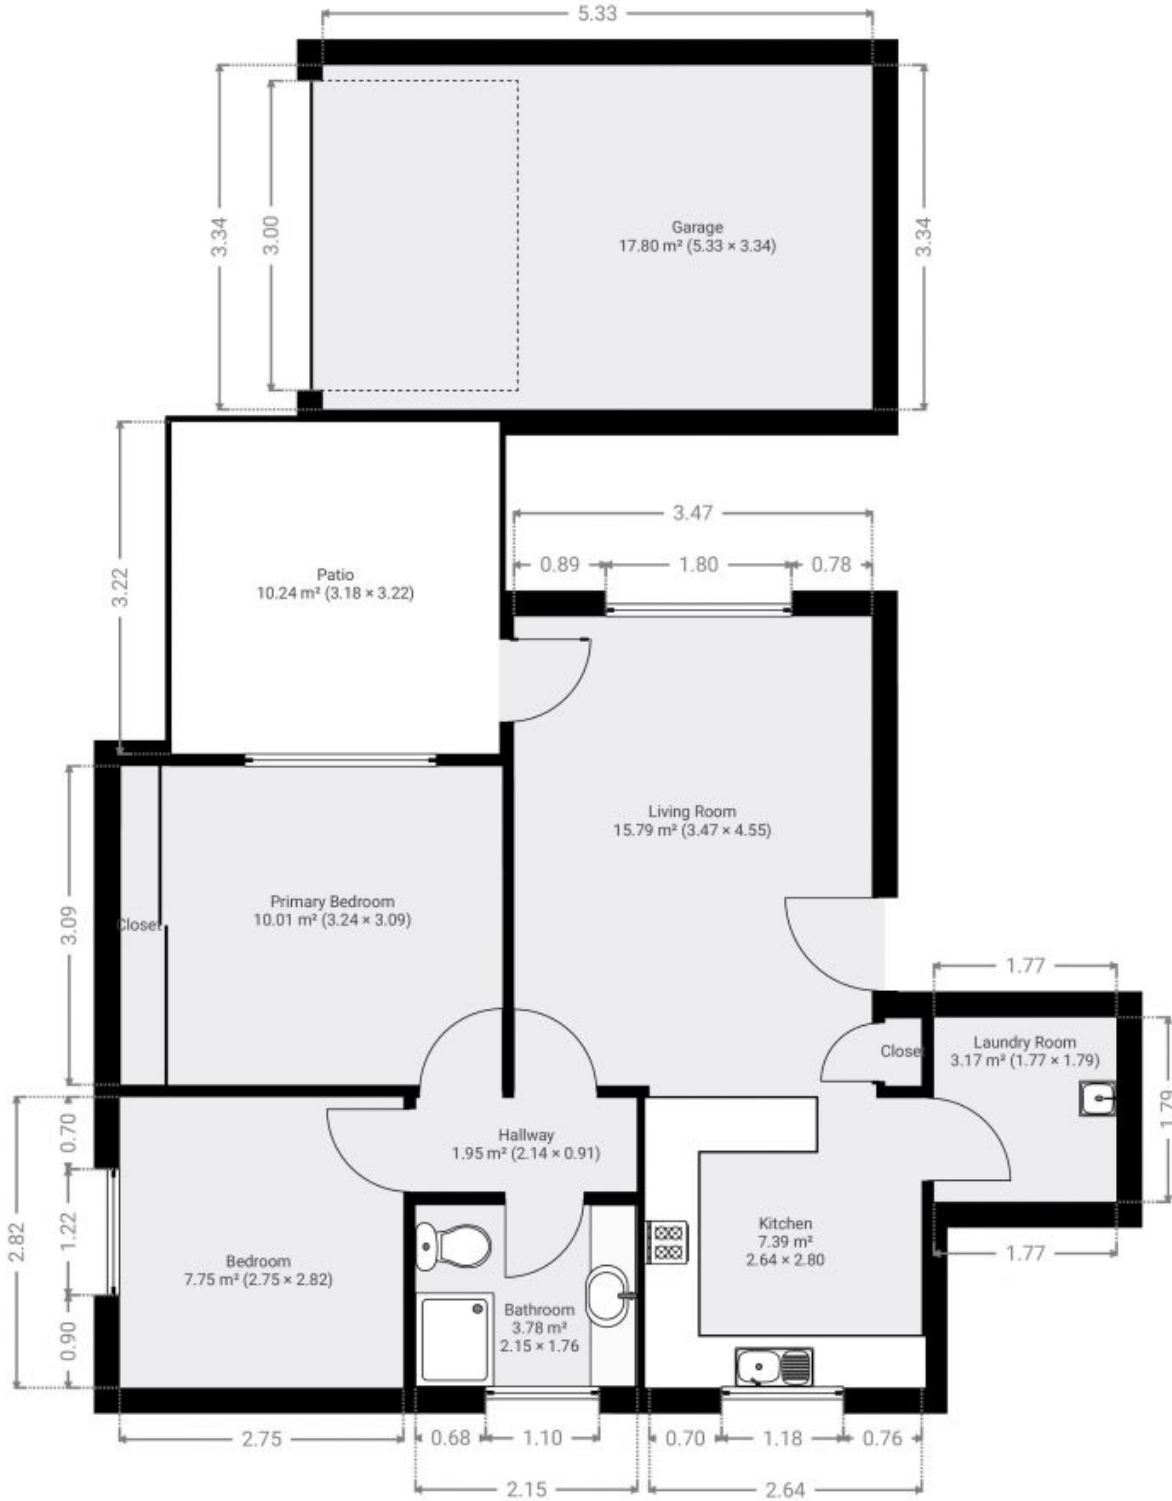 5.33
3.34
3.00
3.34
Garage
17.80 m² (5.33 × 3.34)
3.22
3.47
0.89
1.80
0.78
Patio
10.24 m² (3.18 × 3.22)
Living Room
15.79 m² (3.47 × 4.55)
3.09
Closet
Primary Bedroom
10.01 m² (3.24 × 3.09)
1.77
Close
Laundry Room
3.17 m² (1.77 × 1.79)
1.79
0.70
Hallway
1.95 m² (2.14 × 0.91)
2.82
1.22
Bedroom
7.75 m² (2.75 × 2.82)
Kitchen
7.39 m²
2.64 × 2.80
1.77
0.90
Bathroom
3.78 m²
2.15 × 1.76
2.75
0.68
1.10
0.70
1.18
0.76
2.15
2.64